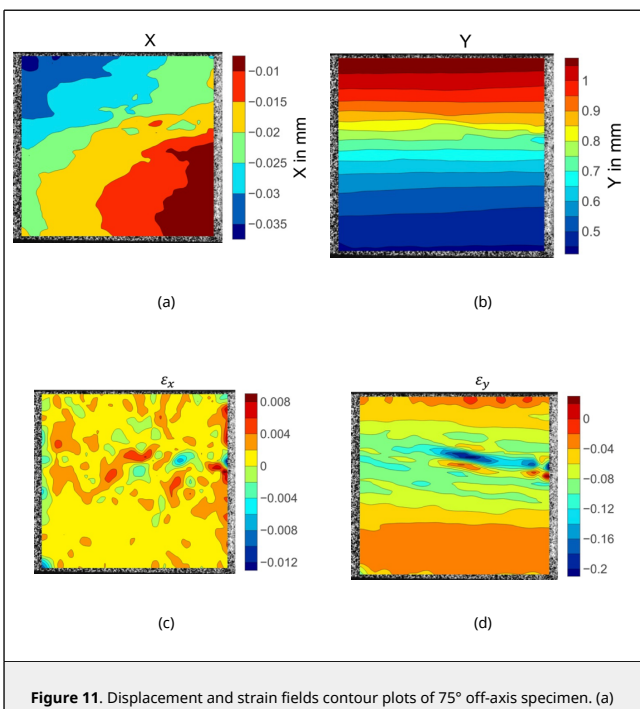 X
−0.01
−0.015
−0.02
−0.025
−0.03
−0.035
X in mm
Y
1
0.9
0.8
0.7
0.6
0.5
Y in mm
(a)
(b)
εx
0.008
0.004
0
−0.004
−0.008
−0.012
εy
0
−0.04
−0.08
−0.12
−0.16
−0.2
(c)
(d)
Figure 11. Displacement and strain fields contour plots of 75° off-axis specimen. (a)